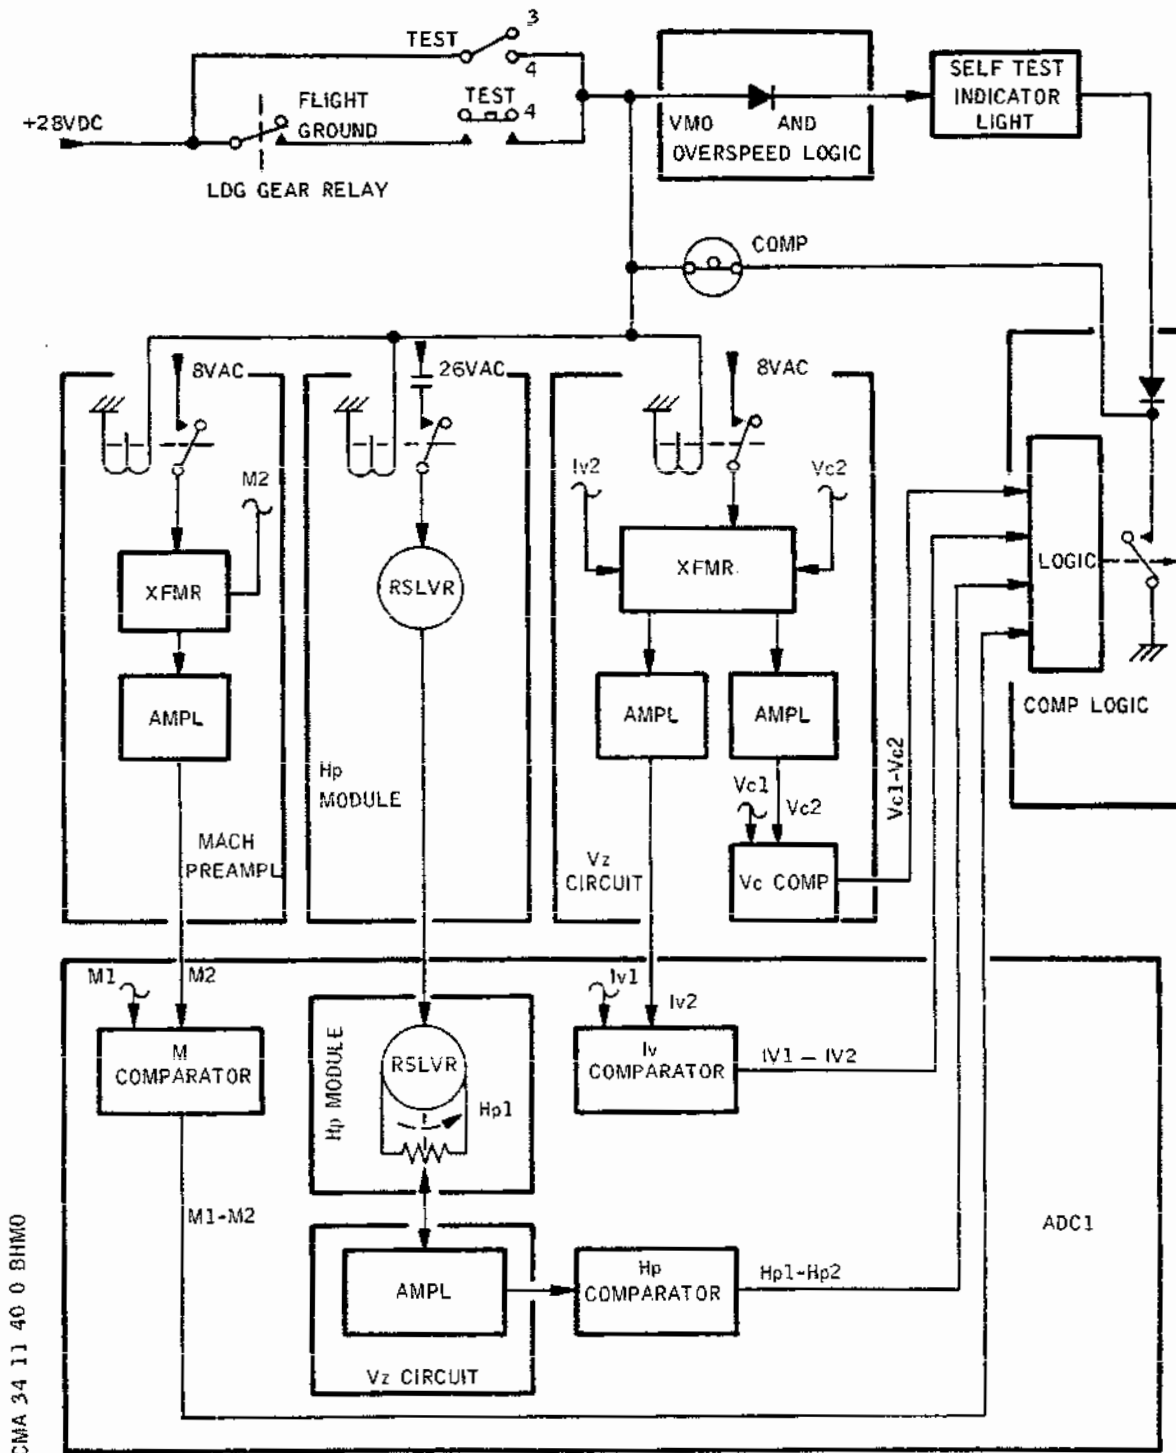 3
TEST
4
SELF TEST
INDICATOR
LIGHT
FLIGHT
GROUND
TEST
4
+28VDC
VMO AND
OVERSPEED LOGIC
LDG GEAR RELAY
COMP
8VAC
26VAC
8VAC
M2
Iv2
Vc2
XFMR
RSLVR
XFMR
LOGIC
AMPL
AMPL
AMPL
COMP LOGIC
Hp
MODULE
Vc1
Vc2
Vc1-Vc2
MACH
PREAMPL
Vz
CIRCUIT
Vc COMP
M1
M2
Iv1
Iv2
M
COMPARATOR
Hp MODULE
RSLVR
Hp1
Iv
COMPARATOR
IV1 - IV2
M1-M2
ADC1
AMPL
Hp
COMPARATOR
Hp1-Hp2
Vz CIRCUIT
CMA 34 11 40 0 BHM0